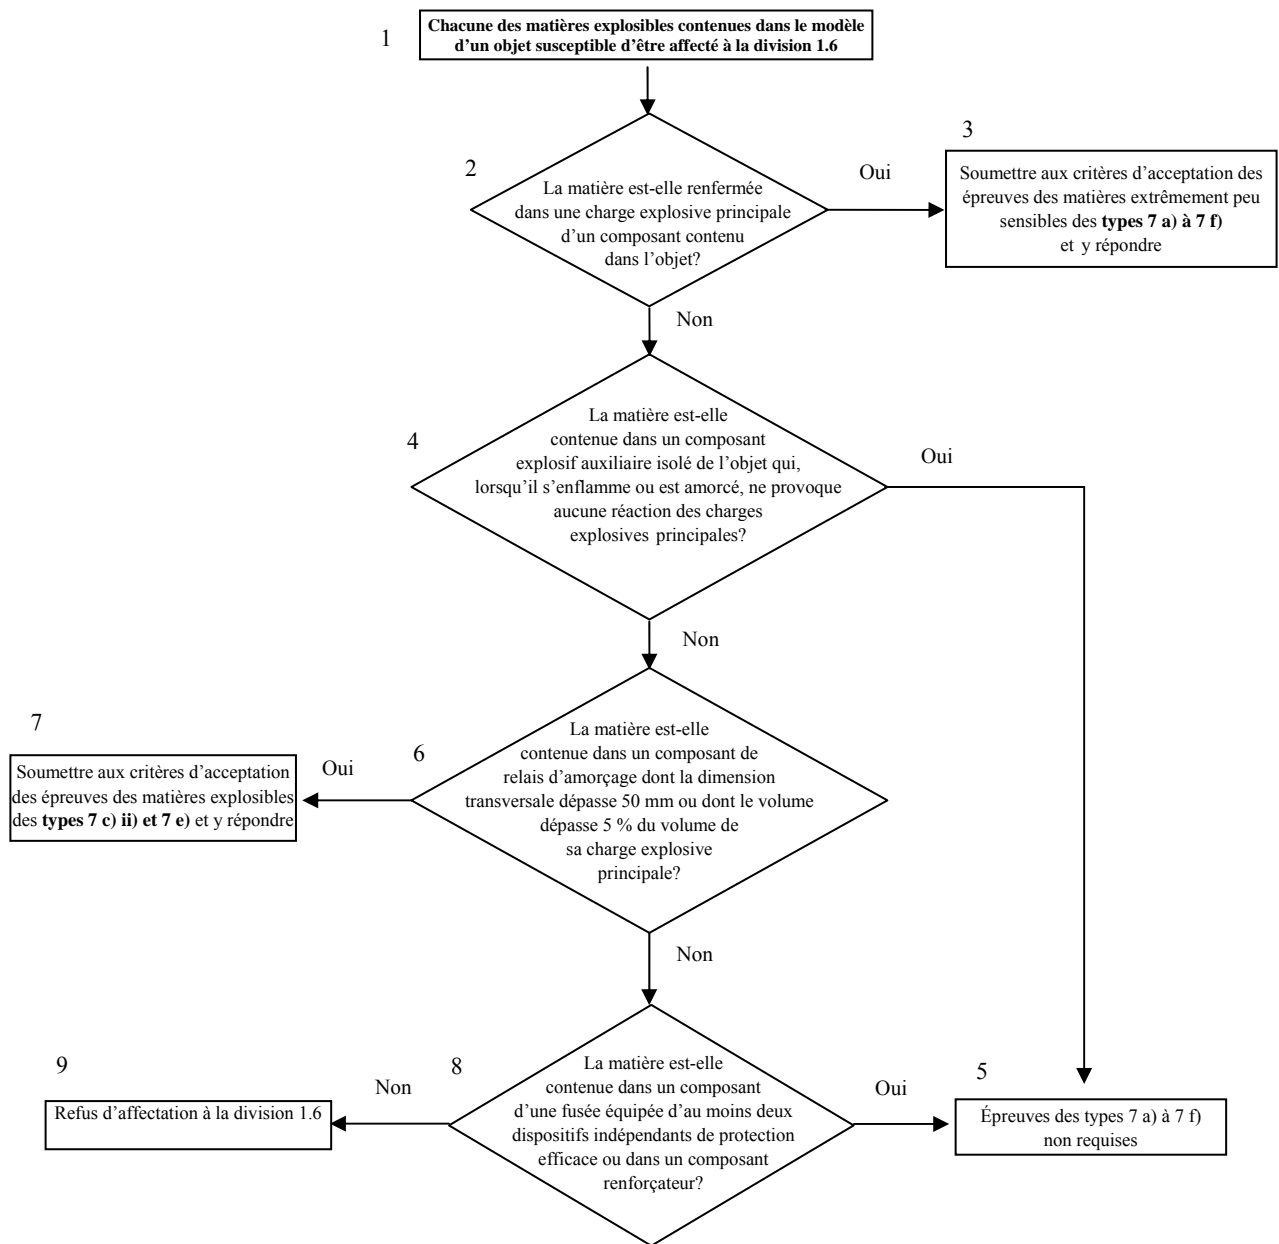 1
Chacune des matières explosibles contenues dans le modèle
d'un objet susceptible d'être affecté à la division 1.6
2
La matière est-elle renfermée
dans une charge explosive principale
d'un composant contenu
dans l'objet?
Oui
3
Soumettre aux critères d'acceptation des
épreuves des matières extrêmement peu
sensibles des types 7 a) à 7 f)
et y répondre
Non
4
La matière est-elle
contenue dans un composant
explosif auxiliaire isolé de l'objet qui,
lorsqu'il s'enflamme ou est amorcé, ne provoque
aucune réaction des charges
explosives principales?
Oui
Non
6
La matière est-elle
contenue dans un composant de
relais d'amorçage dont la dimension
transversale dépasse 50 mm ou dont le volume
dépasse 5 % du volume de
sa charge explosive
principale?
Oui
7
Soumettre aux critères d'acceptation
des épreuves des matières explosibles
des types 7 c) ii) et 7 e) et y répondre
Non
8
La matière est-elle
contenue dans un composant
d'une fusée équipée d'au moins deux
dispositifs indépendants de protection
efficace ou dans un composant
renforçateur?
Non
9
Refus d'affectation à la division 1.6
Oui
5
Épreuves des types 7 a) à 7 f)
non requises